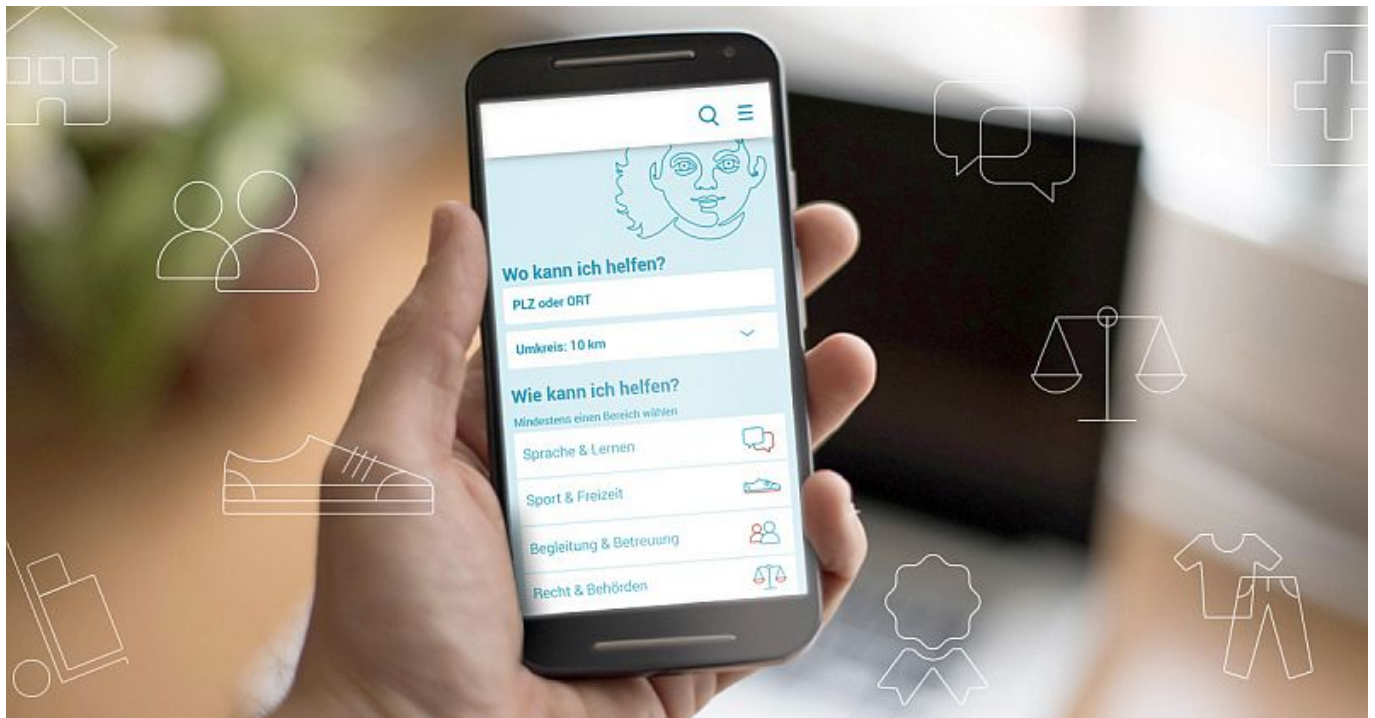 Wo kann ich helfen?
PLZ oder ORT
Umkreis: 10 km
Wie kann ich helfen?
Mindestens einen Bereich wählen
Sprache & Lernen
Sport & Freizeit
Begleitung & Betreuung
Recht & Behörden